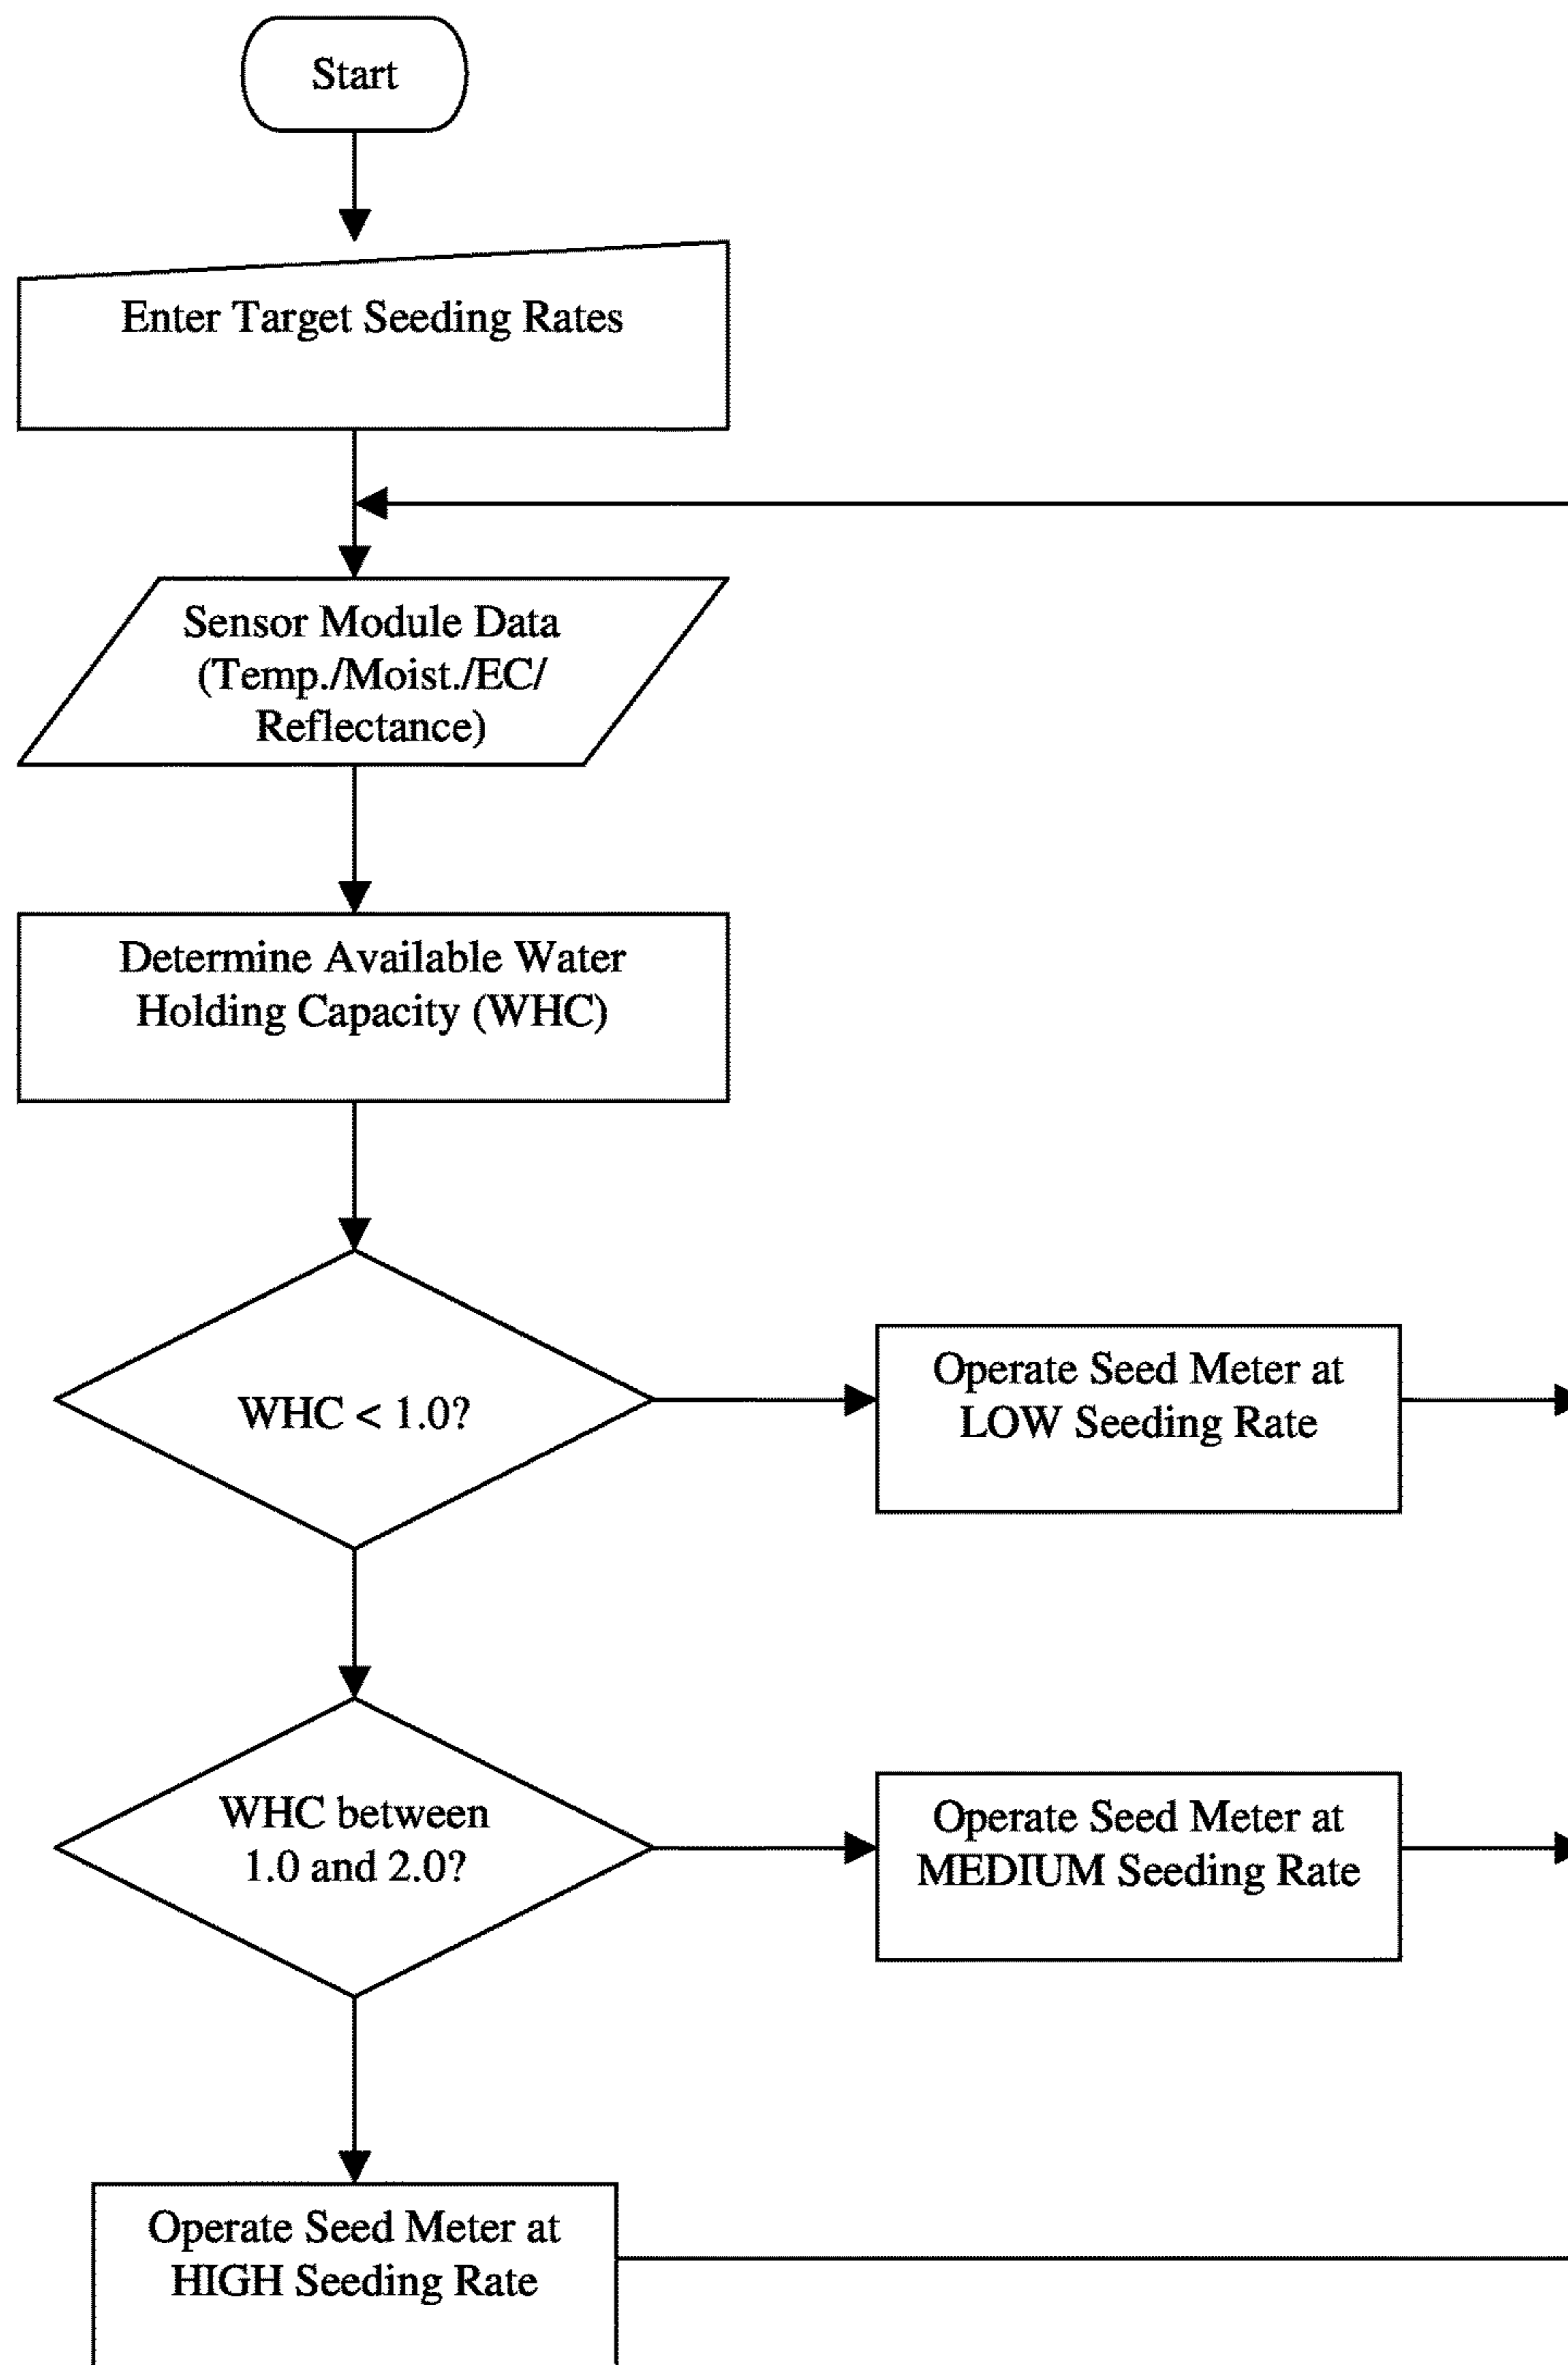 Start
Enter Target Seeding Rates
Sensor Module Data
(Temp./Moist./EC/
Reflectance)
Determine Available Water
Holding Capacity (WHC)
WHC < 1.0?
Operate Seed Meter at
LOW Seeding Rate
WHC between
1.0 and 2.0?
Operate Seed Meter at
MEDIUM Seeding Rate
Operate Seed Meter at
HIGH Seeding Rate